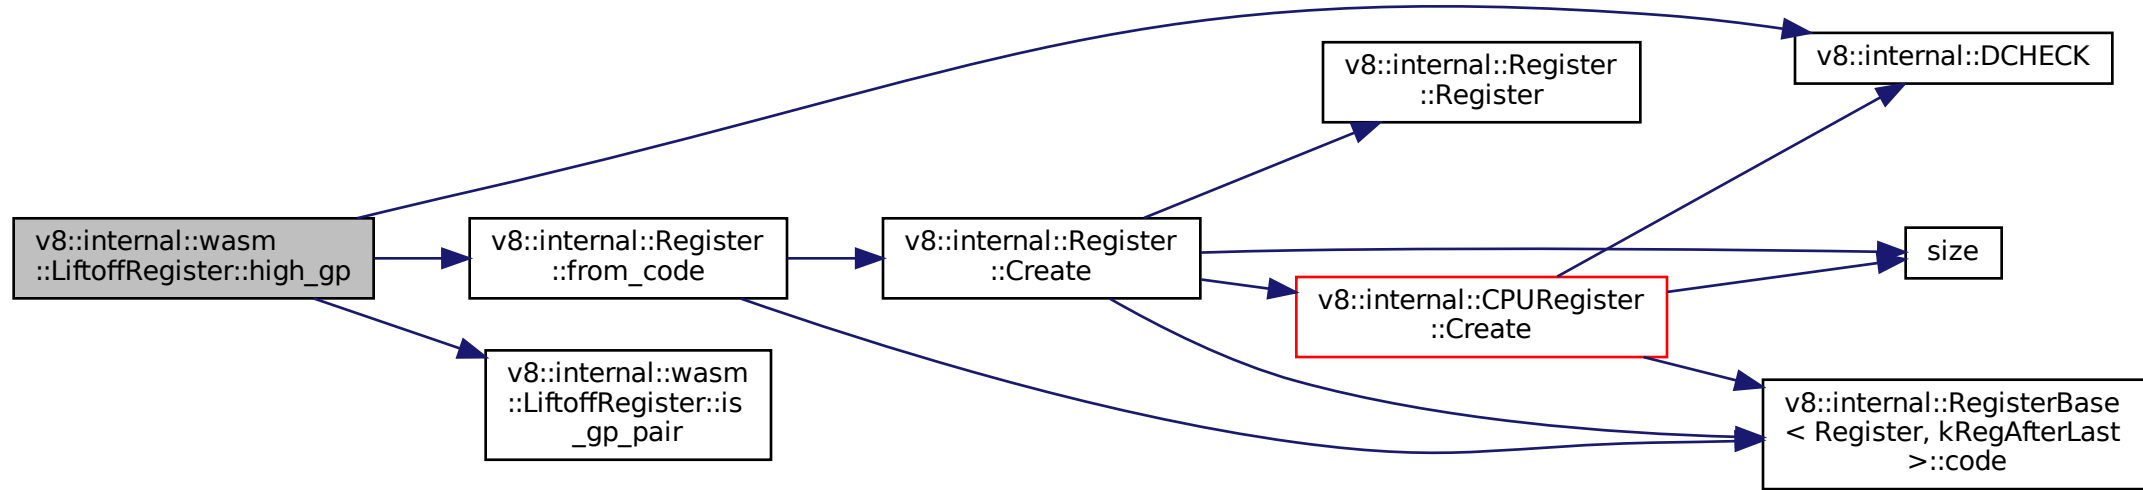 v8::internal::wasm
::LiftoffRegister::high_gp
v8::internal::Register
::from_code
v8::internal::wasm
::LiftoffRegister::is
_gp_pair
v8::internal::Register
::Create
v8::internal::Register
::Register
v8::internal::CPURegister
::Create
v8::internal::DCHECK
size
v8::internal::RegisterBase
< Register, kRegAfterLast
>::code